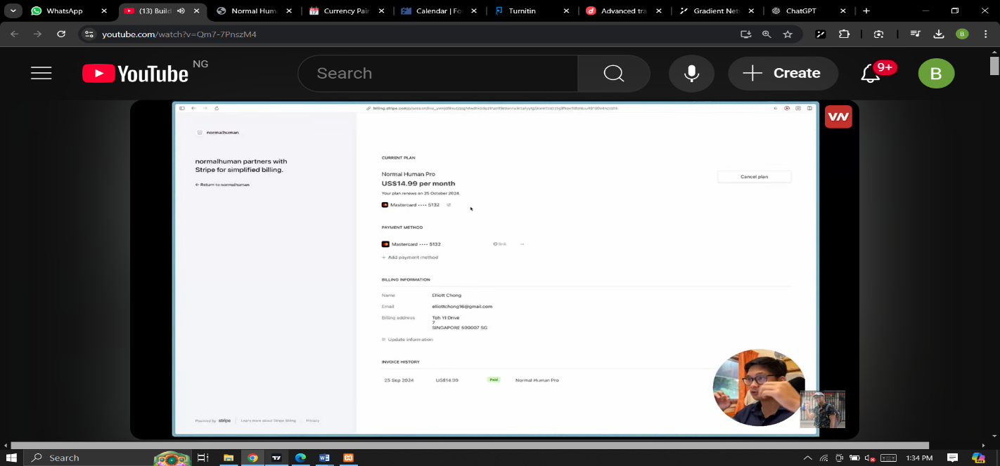 WhatsApp
(13) Build
Normal Hum
Currency Pair
Calendar | Fo
Turnitin
Advanced tra
Gradient Net
ChatGPT
youtube.com/watch?v=Qm7-7PnszM4
B
YouTube
NG
Search
Create
9+
B
VN
normalhuman
normalhuman partners with
Stripe for simplified billing.
← Return to normalhuman
CURRENT PLAN
Normal Human Pro
US$14.99 per month
Your plan renews on 25 October 2024.
Mastercard •••• 5132
Cancel plan
PAYMENT METHOD
Mastercard •••• 5132
link
+ Add payment method
BILLING INFORMATION
Name Elliott Chong
Email elliottchong16@gmail.com
Billing address Toh Yi Drive
7
SINGAPORE 590007 SG
Update information
INVOICE HISTORY
25 Sep 2024 US$14.99 Paid Normal Human Pro
Powered by stripe Learn more about Stripe Billing Privacy
Search
1:34 PM